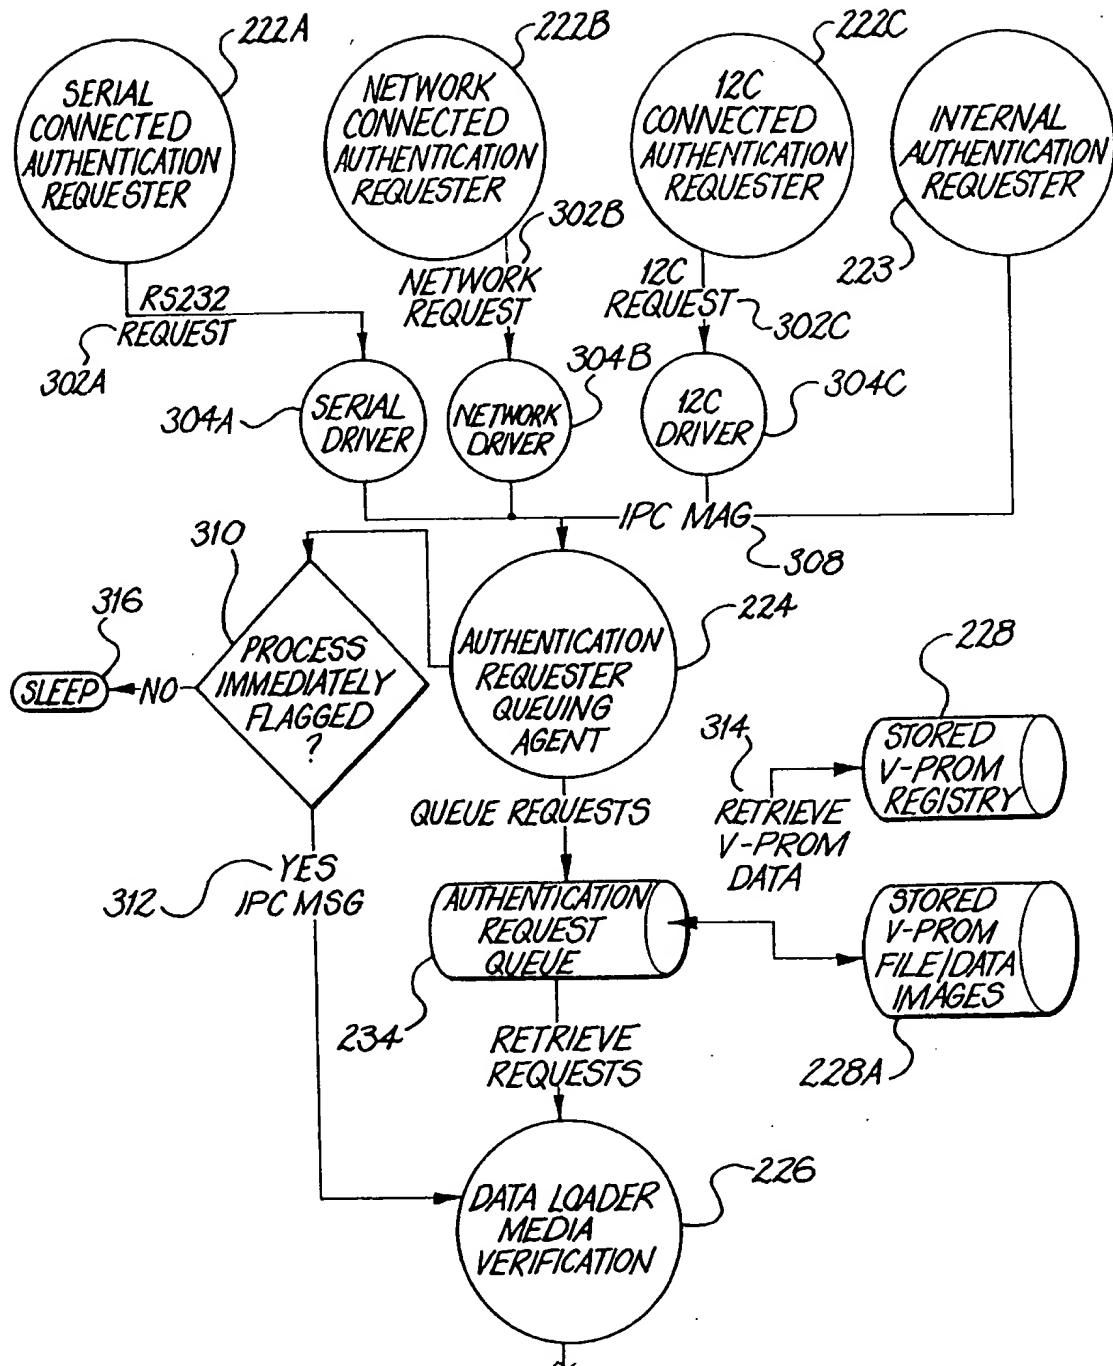 222A
222B
222C
SERIAL
CONNECTED
AUTHENTICATION
REQUESTER
NETWORK
CONNECTED
AUTHENTICATION
REQUESTER
12C
CONNECTED
AUTHENTICATION
REQUESTER
INTERNAL
AUTHENTICATION
REQUESTER
223
RS232
REQUEST
302A
302B
NETWORK
REQUEST
12C
REQUEST
302C
304A
SERIAL
DRIVER
304B
NETWORK
DRIVER
304C
12C
DRIVER
IPC MAG
308
310
316
SLEEP
NO
PROCESS
IMMEDIATELY
FLAGGED
?
AUTHENTICATION
REQUESTER
QUEUING
AGENT
224
228
STORED
V-PROM
REGISTRY
314
RETRIEVE
V-PROM
DATA
QUEUE REQUESTS
312
YES
IPC MSG
AUTHENTICATION
REQUEST
QUEUE
STORED
V-PROM
FILE/DATA
IMAGES
234
228A
RETRIEVE
REQUESTS
DATA LOADER
MEDIA
VERIFICATION
226